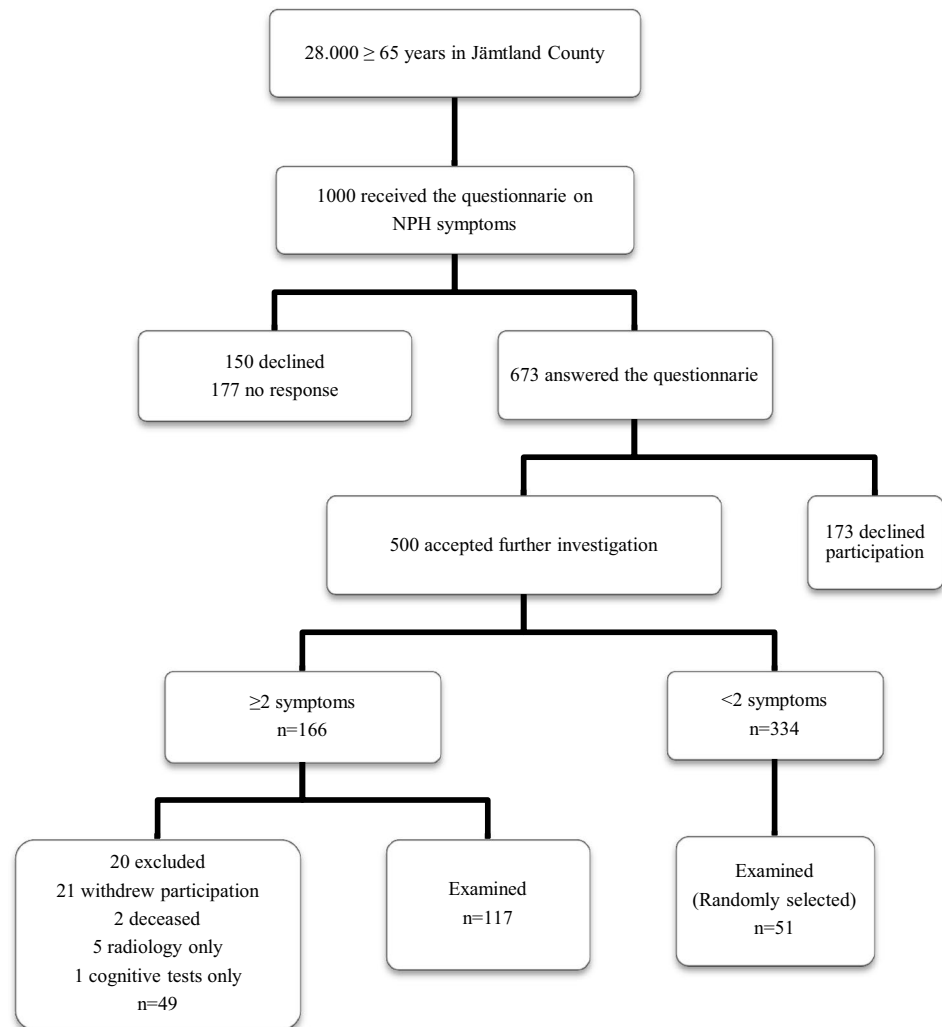 28.000 ≥ 65 years in Jämtland County
1000 received the questionnarie on
NPH symptoms
150 declined
177 no response
673 answered the questionnarie
500 accepted further investigation
173 declined
participation
≥2 symptoms
n=166
<2 symptoms
n=334
20 excluded
21 withdrew participation
2 deceased
5 radiology only
1 cognitive tests only
n=49
Examined
n=117
Examined
(Randomly selected)
n=51